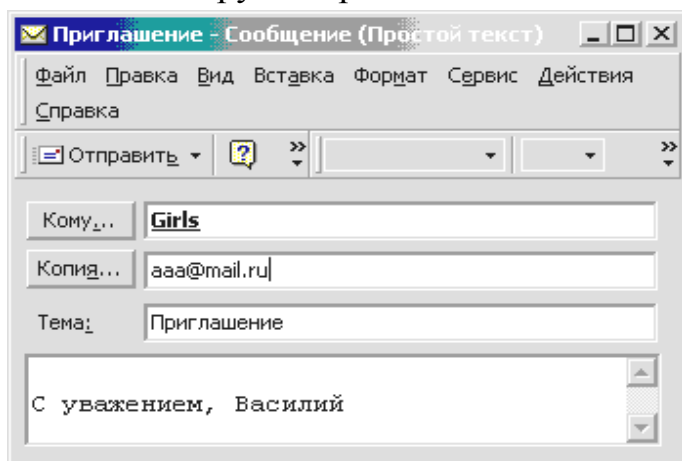 Приглашение - Сообщение (Простой текст)
Файл Правка Вид Вставка Формат Сервис Действия
Справка
Отправить
Кому... Girls
Копия... aaa@mail.ru
Тема: Приглашение
С уважением, Василий